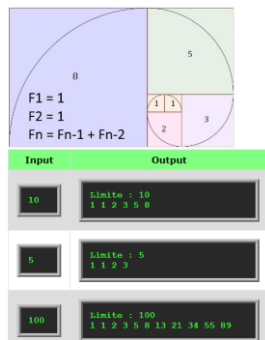 8
5
F1 = 1
F2 = 1
Fn = Fn-1 + Fn-2
1 1
2
3
Input Output
10
Limite : 10
1 1 2 3 5 8
5
Limite : 5
1 1 2 3
100
Limite : 100
1 1 2 3 5 8 13 21 34 55 89